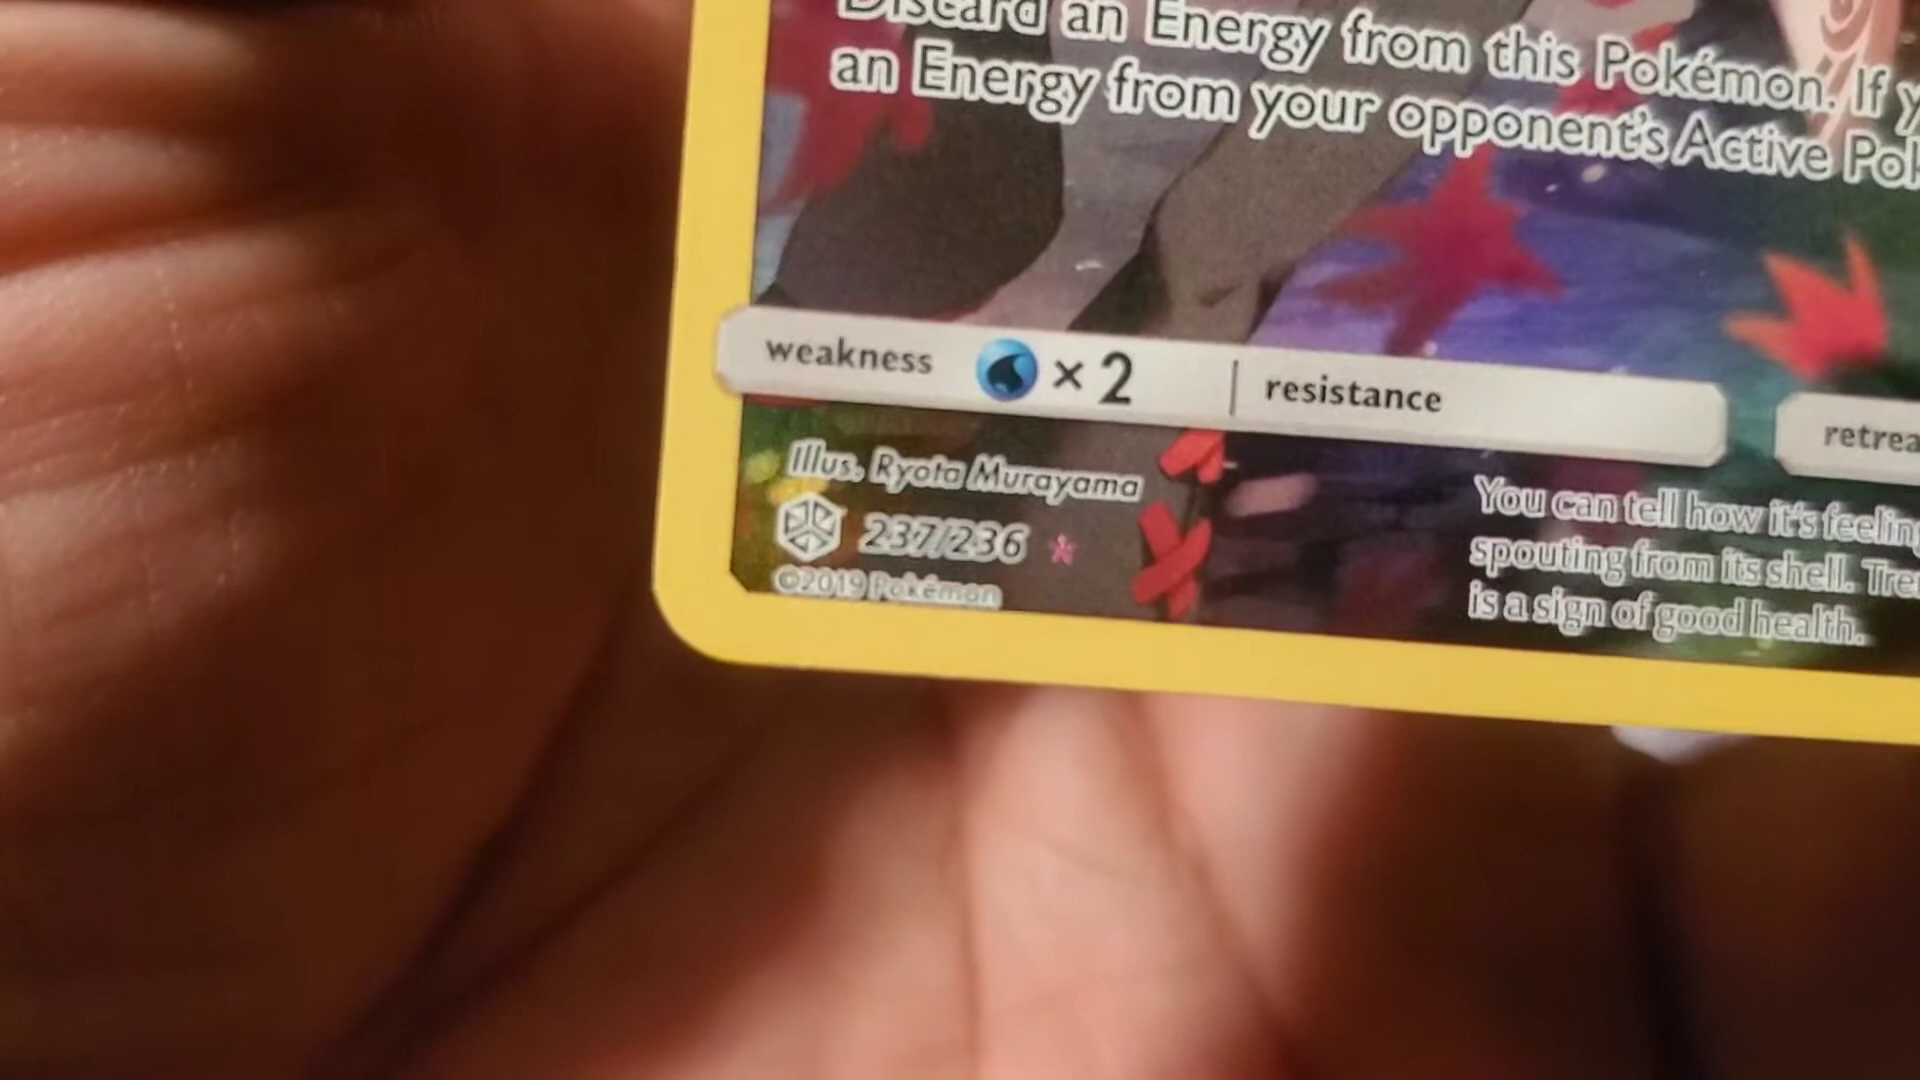 Discard an Energy from this Pokémon. If y
an Energy from your opponent's Active Pok
weakness × 2 resistance
retrea
Illus. Ryota Murayama
237/236
©2019 Pokémon
You can tell how it's feeling
spouting from its shell. Tre
is a sign of good health.